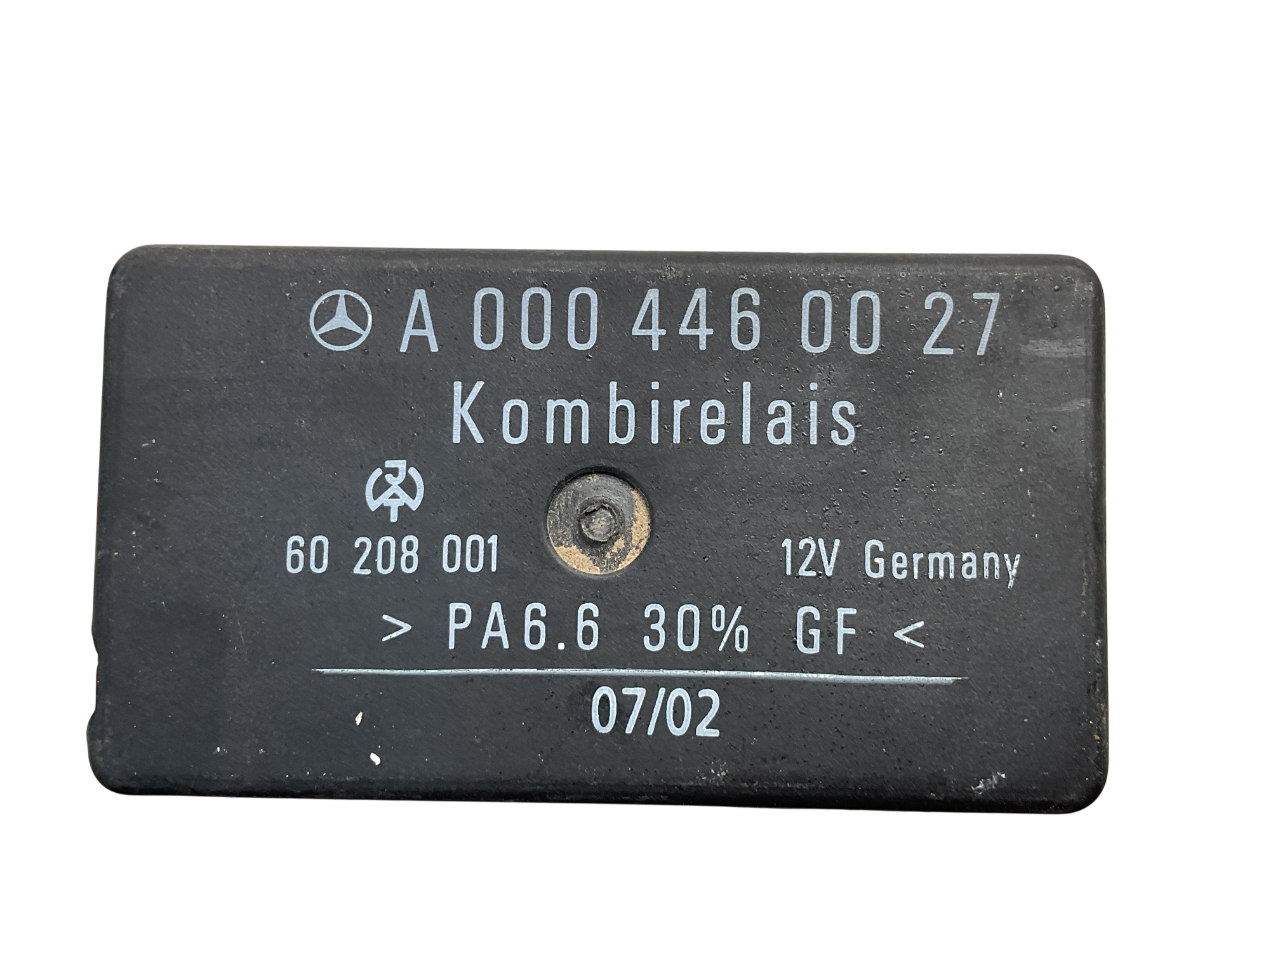 A 000 446 00 27
Kombirelais
60 208 001
12V Germany
> PA6.6 30% GF <
07/02